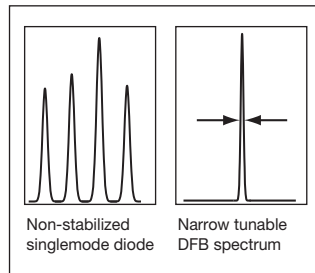 Non-stabilized
singlemode diode
Narrow tunable
DFB spectrum